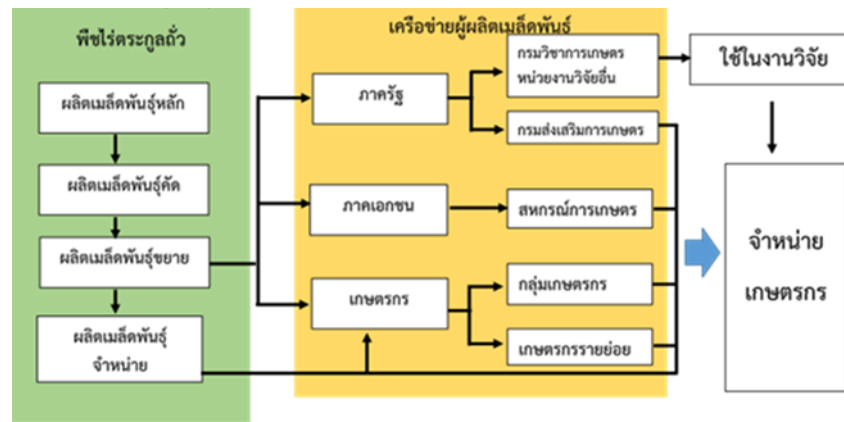 พืชไร่ตระกูลถั่ว
ผลิตเมล็ดพันธุ์หลัก
ผลิตเมล็ดพันธุ์คัด
ผลิตเมล็ดพันธุ์ขยาย
ผลิตเมล็ดพันธุ์
จำหน่าย
เครือข่ายผู้ผลิตเมล็ดพันธุ์
ภาครัฐ
ภาคเอกชน
เกษตรกร
กรมวิชาการเกษตร
หน่วยงานวิจัยอื่น
กรมส่งเสริมการเกษตร
สหกรณ์การเกษตร
กลุ่มเกษตรกร
เกษตรกรรายย่อย
ใช้ในงานวิจัย
จำหน่าย
เกษตรกร